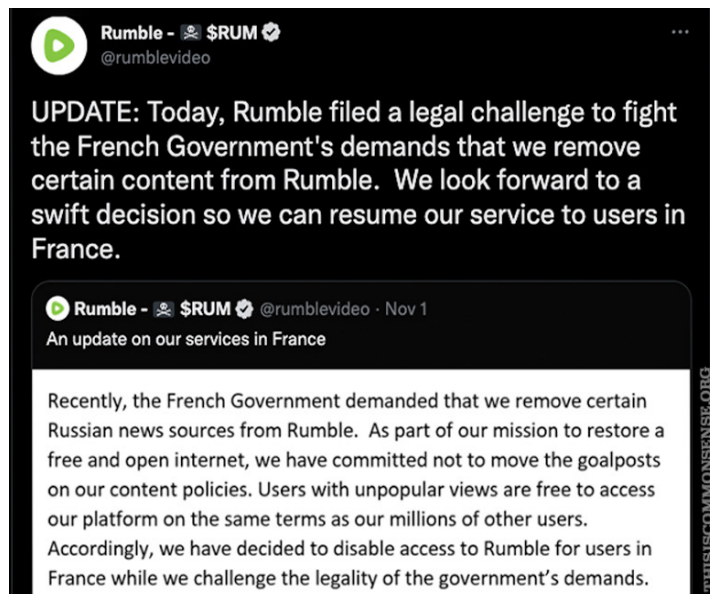 Rumble - 🏴‍☠️ $RUM
@rumblevideo
UPDATE: Today, Rumble filed a legal challenge to fight
the French Government's demands that we remove
certain content from Rumble.  We look forward to a
swift decision so we can resume our service to users in
France.
Rumble - 🏴‍☠️ $RUM @rumblevideo · Nov 1
An update on our services in France
Recently, the French Government demanded that we remove certain
Russian news sources from Rumble.  As part of our mission to restore a
free and open internet, we have committed not to move the goalposts
on our content policies. Users with unpopular views are free to access
our platform on the same terms as our millions of other users.
Accordingly, we have decided to disable access to Rumble for users in
France while we challenge the legality of the government’s demands.
THISISCOMMONSENSE.ORG